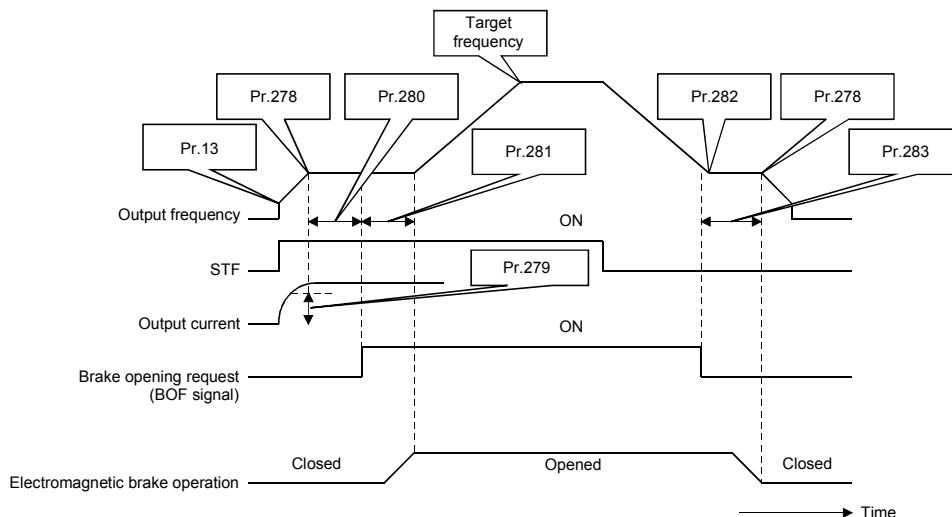 Target
frequency
Pr.278
Pr.280
Pr.282
Pr.278
Pr.13
Pr.281
Pr.283
Output frequency
ON
STF
Pr.279
Output current
ON
Brake opening request
(BOF signal)
Closed
Opened
Closed
Electromagnetic brake operation
Time